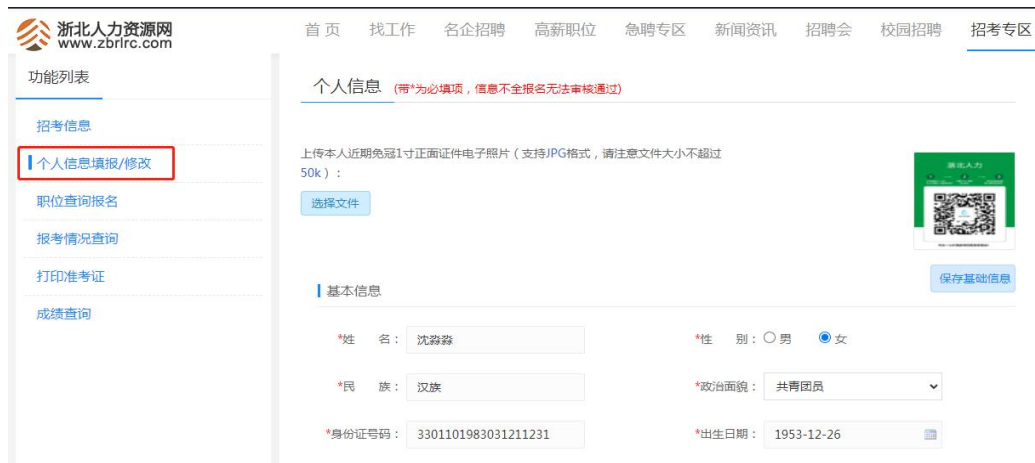 浙北人力资源网
www.zbrlrc.com
首 页 找工作 名企招聘 高薪职位 急聘专区 新闻资讯 招聘会 校园招聘 招考专区
功能列表
招考信息
个人信息填报/修改
职位查询报名
报考情况查询
打印准考证
成绩查询
个人信息 (带*为必填项，信息不全报名无法审核通过)
上传本人近期免冠1寸正面证件电子照片（支持JPG格式，请注意文件大小不超过
50k）：
选择文件
浙北人力
保存基础信息
基本信息
*姓 名： 沈淼淼 *性 别： 男 女
*民 族： 汉族 *政治面貌： 共青团员
*身份证号码： 3301101983031211231 *出生日期： 1953-12-26